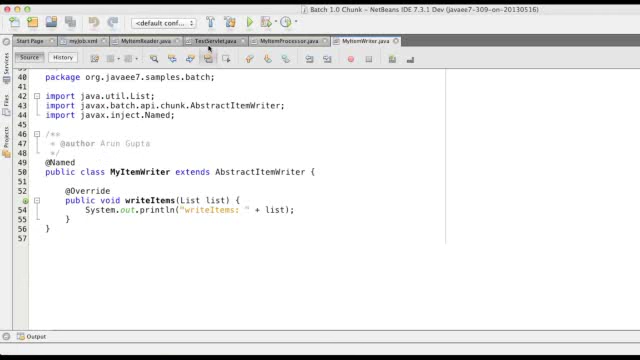 Batch 1.0 Chunk - NetBeans IDE 7.3.1 Dev (javaee7-309-on-20130516)
<default conf...
Start Page myJob.xml MyItemReader.java TestServlet.java MyItemProcessor.java MyItemWriter.java
Source History
Services
Files
Projects
39
40 package org.javaee7.samples.batch;
41
42 import java.util.List;
43 import javax.batch.api.chunk.AbstractItemWriter;
44 import javax.inject.Named;
45
46 /**
47 * @author Arun Gupta
48 */
49 @Named
50 public class MyItemWriter extends AbstractItemWriter {
51
52 @Override
public void writeItems(List list) {
54 System.out.println("writeItems: " + list);
55 }
56 }
57
Output